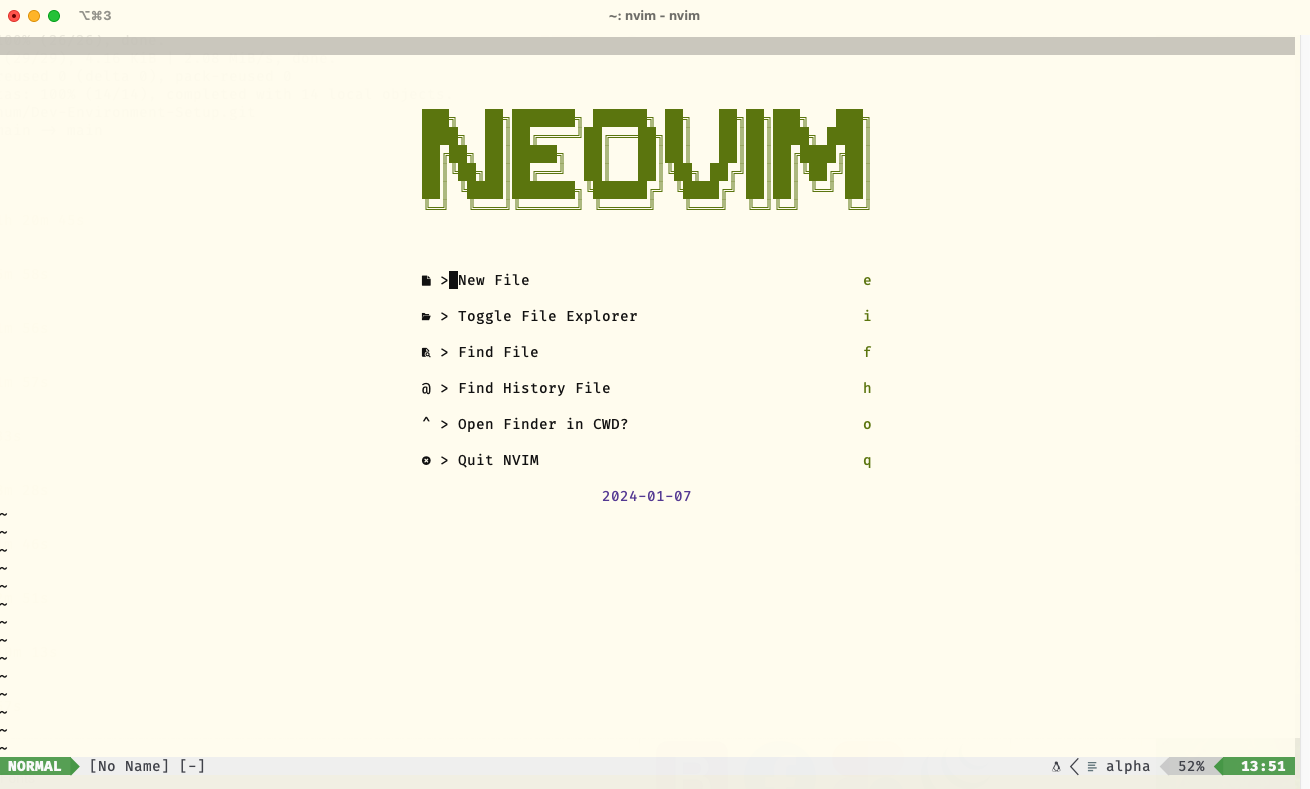 ⌥⌘3 ~: nvim - nvim
NEOVIM
> New File e
> Toggle File Explorer i
> Find File f
@ > Find History File h
^ > Open Finder in CWD? o
> Quit NVIM q
2024-01-07
~
~
~
~
~
~
~
~
~
~
~
~
~
~
NORMAL [No Name] [-] alpha 52% 13:51